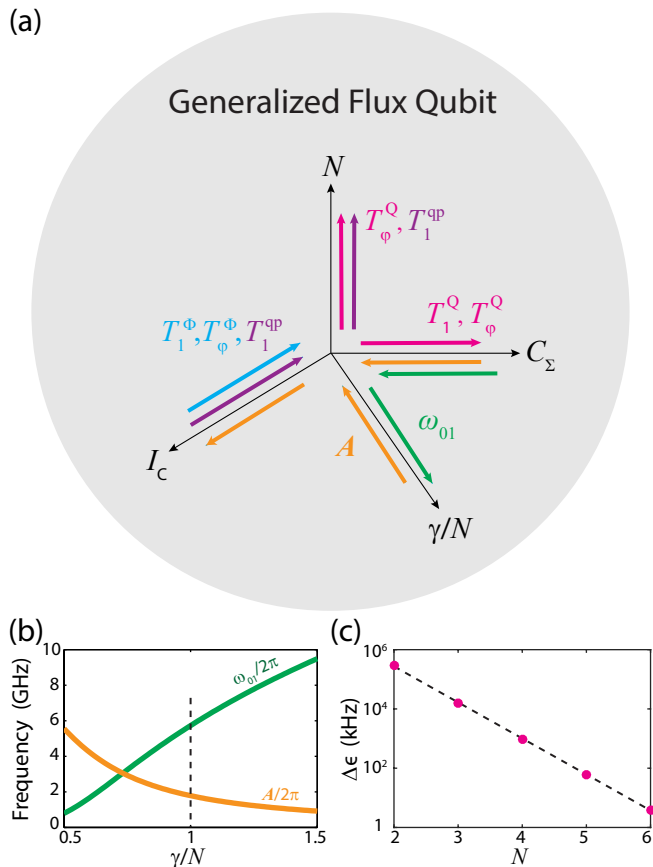 (a)
Generalized Flux Qubit
N
T_φ^Q, T_1^qp
T_1^Φ, T_φ^Φ, T_1^qp
T_1^Q, T_φ^Q
C_Σ
ω_01
A
I_C
γ/N
(b)
10
8
6
4
2
0
Frequency (GHz)
ω_01/2π
A/2π
0.5
1
1.5
γ/N
(c)
10^6
10^4
10^2
1
Δϵ (kHz)
2
3
4
5
6
N